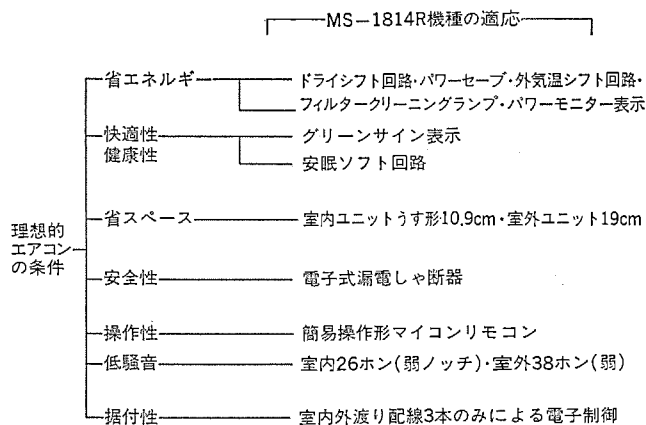 MS-1814R機種の適応
省エネルギ
ドライシフト回路・パワーセーブ・外気温シフト回路・
フィルタークリーニングランプ・パワーモニター表示
快適性
健康性
グリーンサイン表示
安眠ソフト回路
理想的
エアコン
の条件
省スペース
室内ユニットうす形10.9cm・室外ユニット19cm
安全性
電子式漏電しゃ断器
操作性
簡易操作形マイコンリモコン
低騒音
室内26ホン(弱ノッチ)・室外38ホン(弱)
据付性
室内外渡り配線3本のみによる電子制御